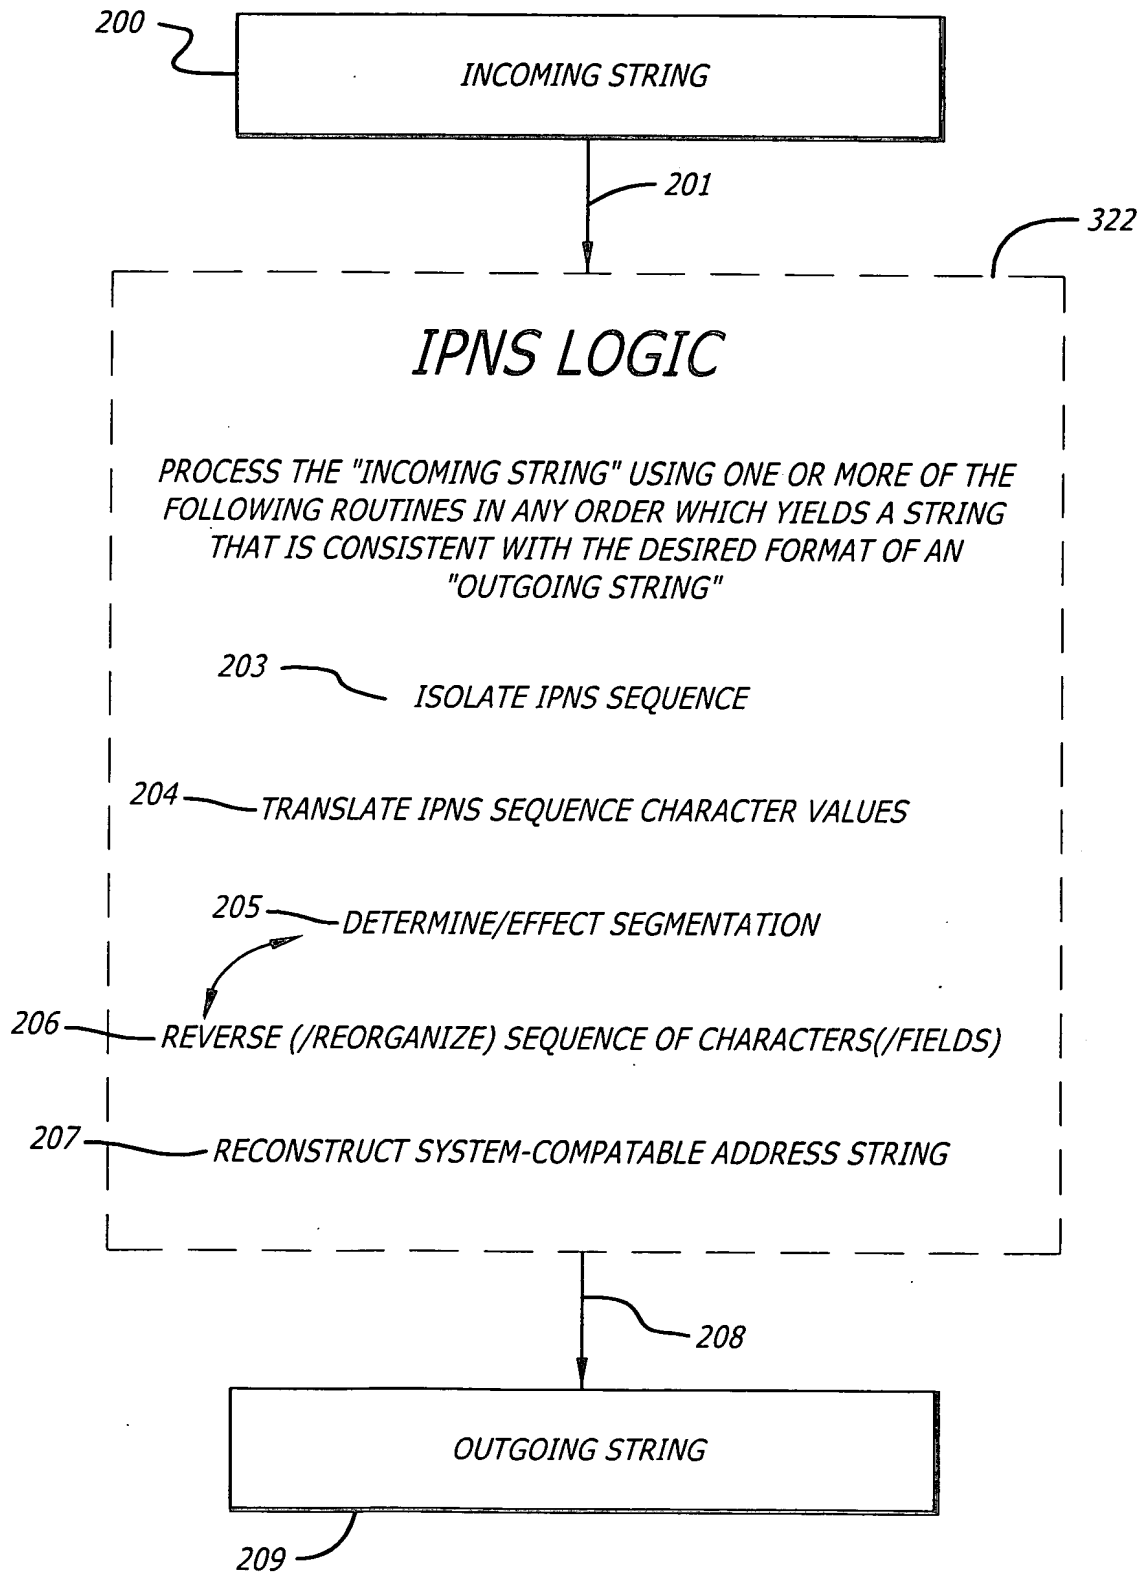 200
INCOMING STRING
201
322
IPNS LOGIC
PROCESS THE "INCOMING STRING" USING ONE OR MORE OF THE
FOLLOWING ROUTINES IN ANY ORDER WHICH YIELDS A STRING
THAT IS CONSISTENT WITH THE DESIRED FORMAT OF AN
"OUTGOING STRING"
203
ISOLATE IPNS SEQUENCE
204
TRANSLATE IPNS SEQUENCE CHARACTER VALUES
205
DETERMINE/EFFECT SEGMENTATION
206
REVERSE (/REORGANIZE) SEQUENCE OF CHARACTERS(/FIELDS)
207
RECONSTRUCT SYSTEM-COMPATABLE ADDRESS STRING
208
OUTGOING STRING
209